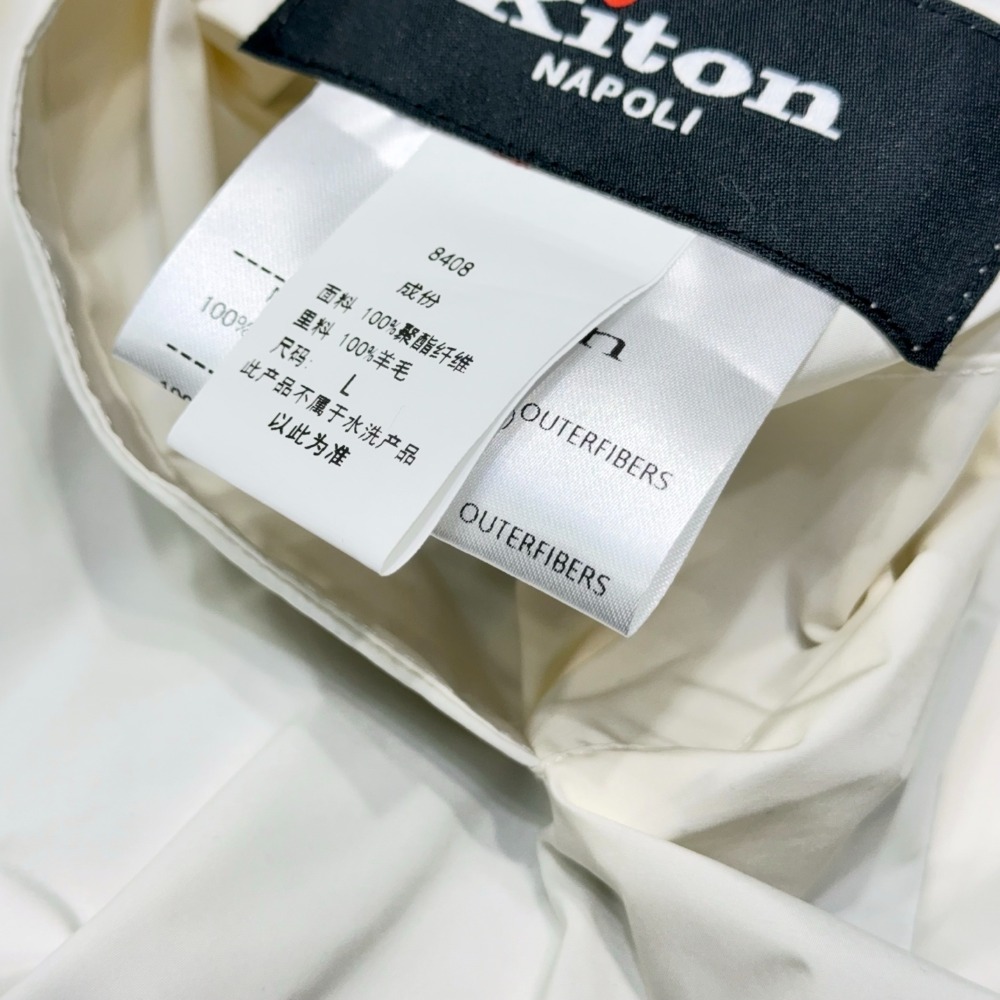 Kiton
NAPOLI
8408
成份
面料 100%聚酯纤维
里料 100%羊毛
尺码: L
此产品不属于水洗产品
以此为准
100%
OUTERFIBERS
OUTERFIBERS